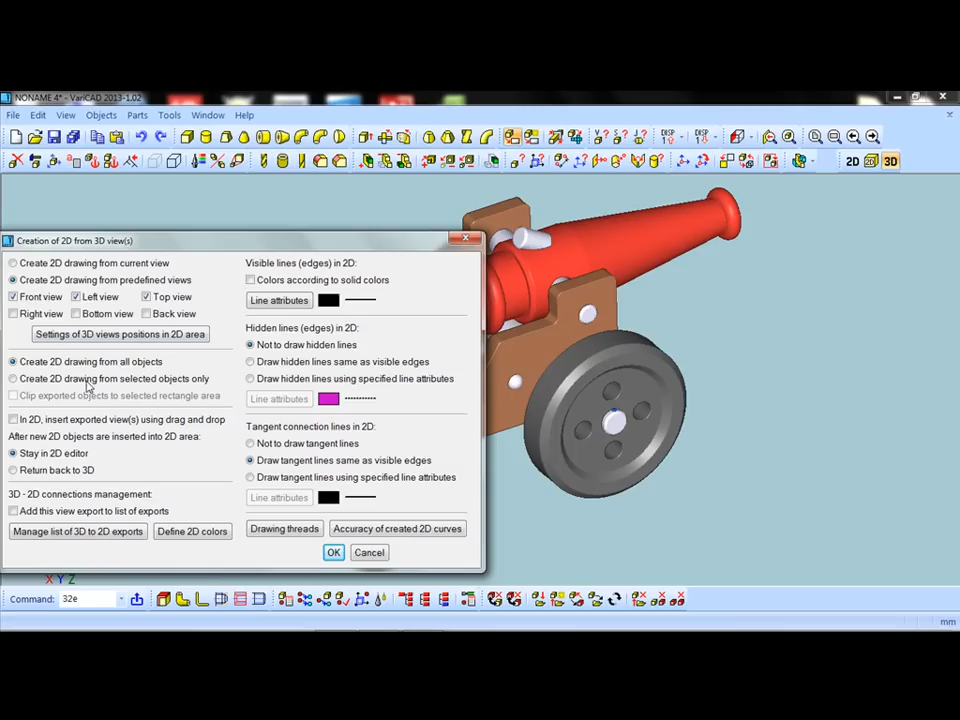 NONAME 4* - VariCAD 2013-1.02
File Edit View Objects Parts Tools Window Help
DISP DISP
2D 2D 3D
Creation of 2D from 3D view(s)
Create 2D drawing from current view
Create 2D drawing from predefined views
Front view Left view Top view
Right view Bottom view Back view
Settings of 3D views positions in 2D area
Create 2D drawing from all objects
Create 2D drawing from selected objects only
Clip exported objects to selected rectangle area
In 2D, insert exported view(s) using drag and drop
After new 2D objects are inserted into 2D area:
Stay in 2D editor
Return back to 3D
3D - 2D connections management:
Add this view export to list of exports
Manage list of 3D to 2D exports Define 2D colors
Visible lines (edges) in 2D:
Colors according to solid colors
Line attributes
Hidden lines (edges) in 2D:
Not to draw hidden lines
Draw hidden lines same as visible edges
Draw hidden lines using specified line attributes
Line attributes
Tangent connection lines in 2D:
Not to draw tangent lines
Draw tangent lines same as visible edges
Draw tangent lines using specified line attributes
Line attributes
Drawing threads Accuracy of created 2D curves
OK Cancel
X Y Z
Command: 32e
mm